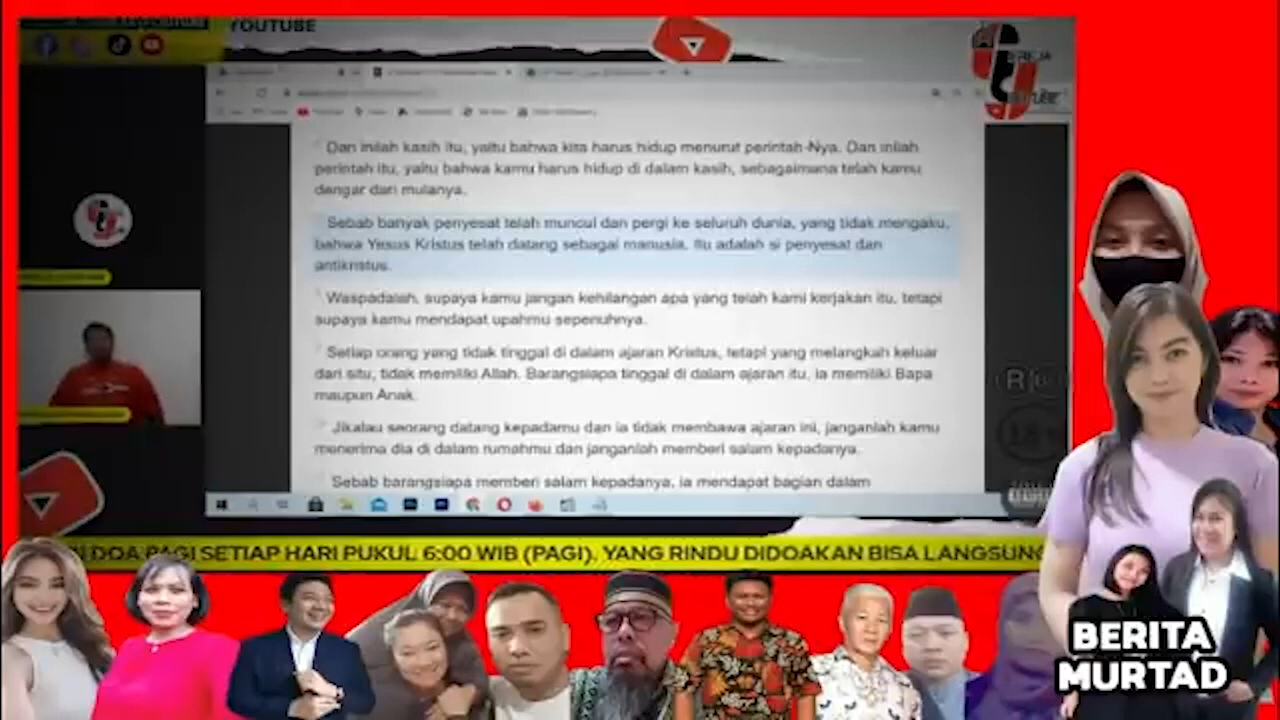 YOUTUBE
Dan inilah kasih itu, yaitu bahwa kita harus hidup menurut perintah-Nya. Dan inilah
perintah itu, yaitu bahwa kamu harus hidup di dalam kasih, sebagaimana telah kamu
dengar dari mulanya.
Sebab banyak penyesat telah muncul dan pergi ke seluruh dunia, yang tidak mengaku,
bahwa Yesus Kristus telah datang sebagai manusia. Itu adalah si penyesat dan
antikristus.
Waspadalah, supaya kamu jangan kehilangan apa yang telah kami kerjakan itu, tetapi
supaya kamu mendapat upahmu sepenuhnya.
Setiap orang yang tidak tinggal di dalam ajaran Kristus, tetapi yang melangkah keluar
dari situ, tidak memiliki Allah. Barangsiapa tinggal di dalam ajaran itu, ia memiliki Bapa
maupun Anak.
Jikalau seorang datang kepadamu dan ia tidak membawa ajaran ini, janganlah kamu
menerima dia di dalam rumahmu dan janganlah memberi salam kepadanya.
Sebab barangsiapa memberi salam kepadanya, ia mendapat bagian dalam
DOA PAGI SETIAP HARI PUKUL 6:00 WIB (PAGI). YANG RINDU DIDOAKAN BISA LANGSUNG
BERITA
MURTAD